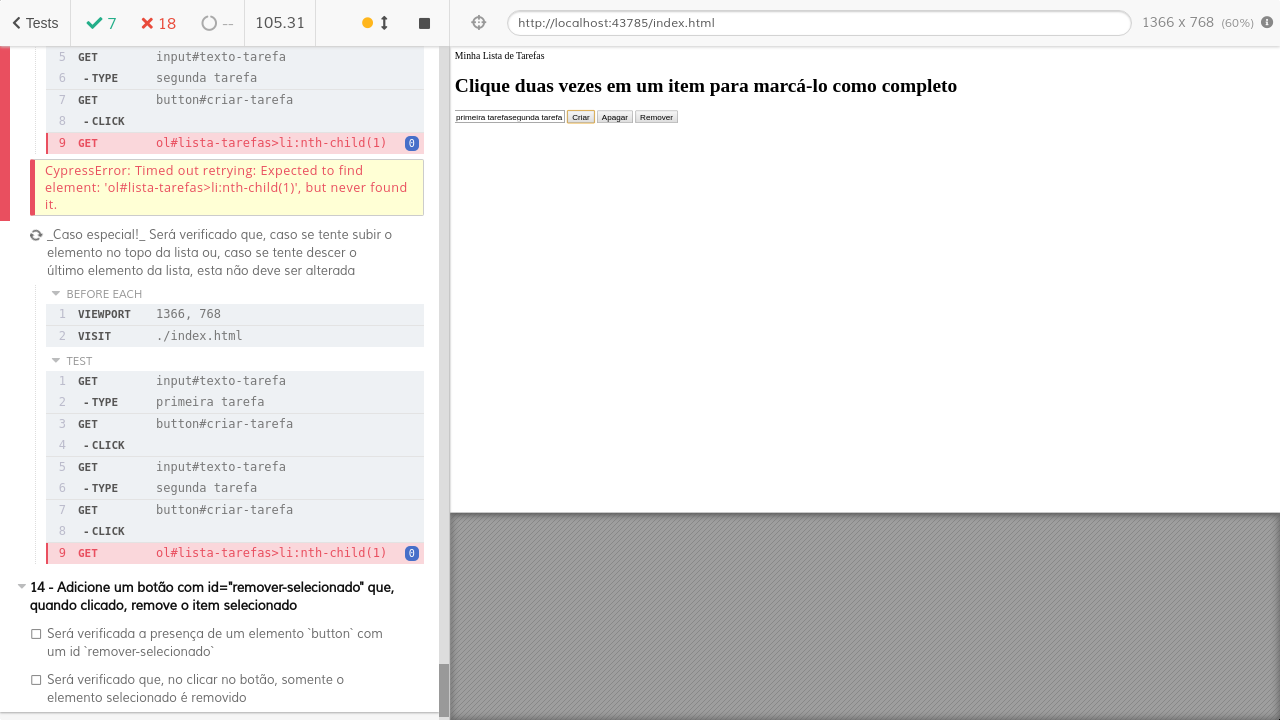 Tests 7 18 -- 105.31
http://localhost:43785/index.html 1366 x 768 (60%)
5 GET input#texto-tarefa
6 - TYPE segunda tarefa
7 GET button#criar-tarefa
8 - CLICK
9 GET ol#lista-tarefas>li:nth-child(1) 0
CypressError: Timed out retrying: Expected to find
element: 'ol#lista-tarefas>li:nth-child(1)', but never found
it.
_Caso especial!_ Será verificado que, caso se tente subir o
elemento no topo da lista ou, caso se tente descer o
último elemento da lista, esta não deve ser alterada
BEFORE EACH
1 VIEWPORT 1366, 768
2 VISIT ./index.html
TEST
1 GET input#texto-tarefa
2 - TYPE primeira tarefa
3 GET button#criar-tarefa
4 - CLICK
5 GET input#texto-tarefa
6 - TYPE segunda tarefa
7 GET button#criar-tarefa
8 - CLICK
9 GET ol#lista-tarefas>li:nth-child(1) 0
14 - Adicione um botão com id="remover-selecionado" que,
quando clicado, remove o item selecionado
Será verificada a presença de um elemento `button` com
um id `remover-selecionado`
Será verificado que, no clicar no botão, somente o
elemento selecionado é removido
Minha Lista de Tarefas
Clique duas vezes em um item para marcá-lo como completo
primeira tarefasegunda tarefa Criar Apagar Remover